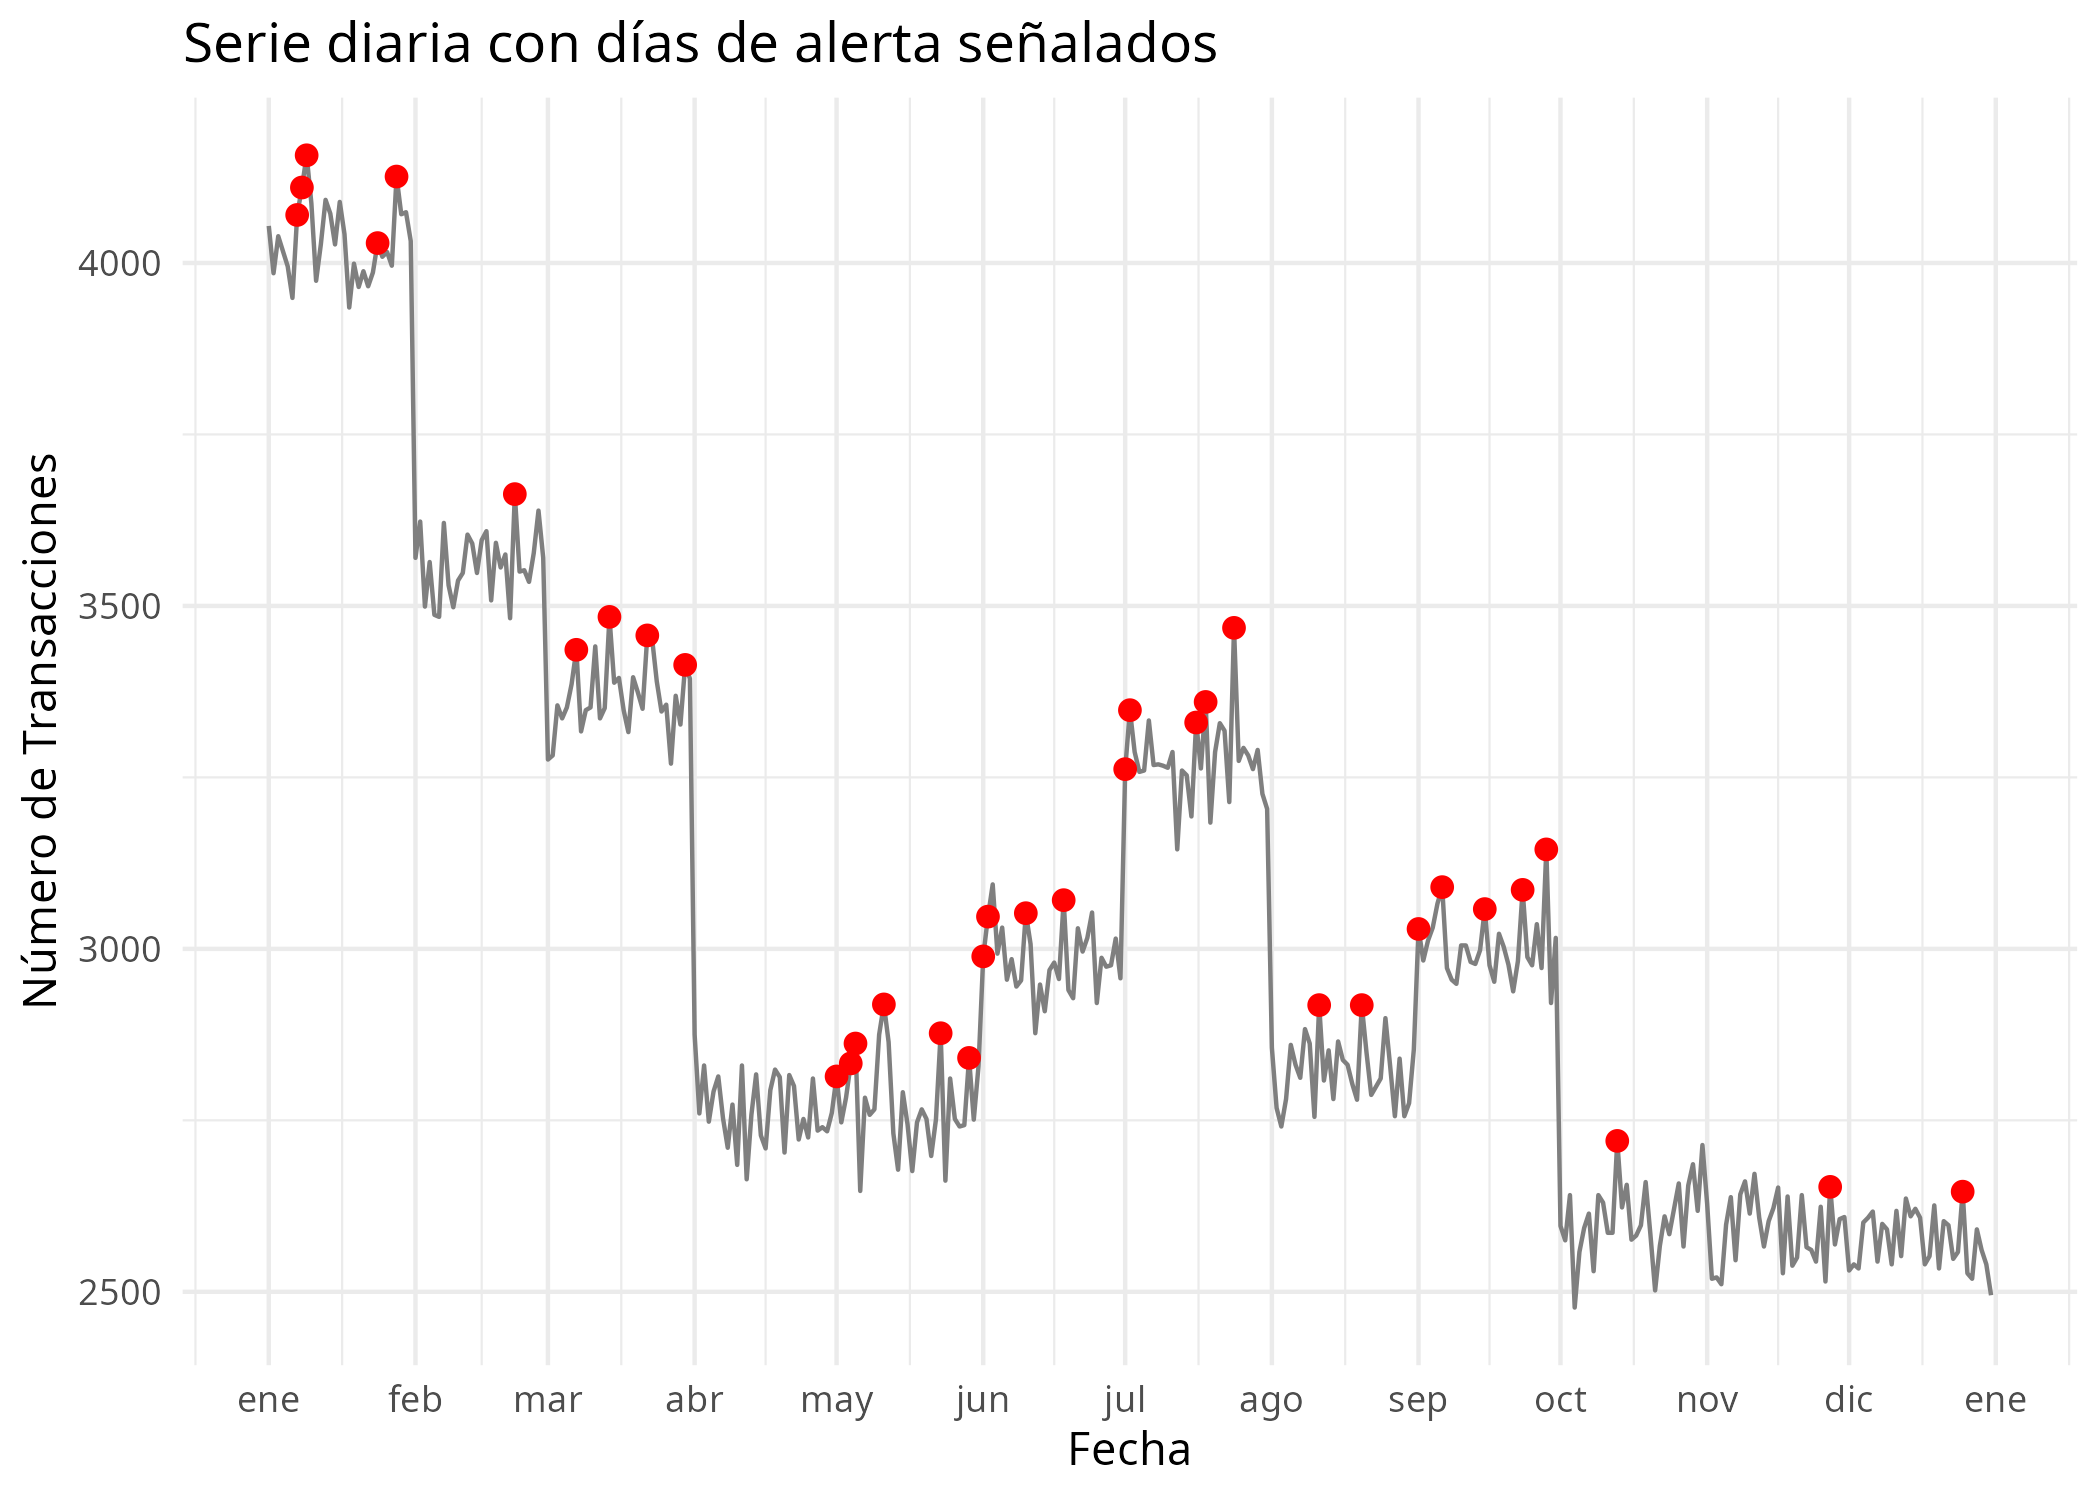 Serie diaria con días de alerta señalados
Número de Transacciones
4000
3500
3000
2500
ene feb mar abr may jun jul ago sep oct nov dic ene
Fecha